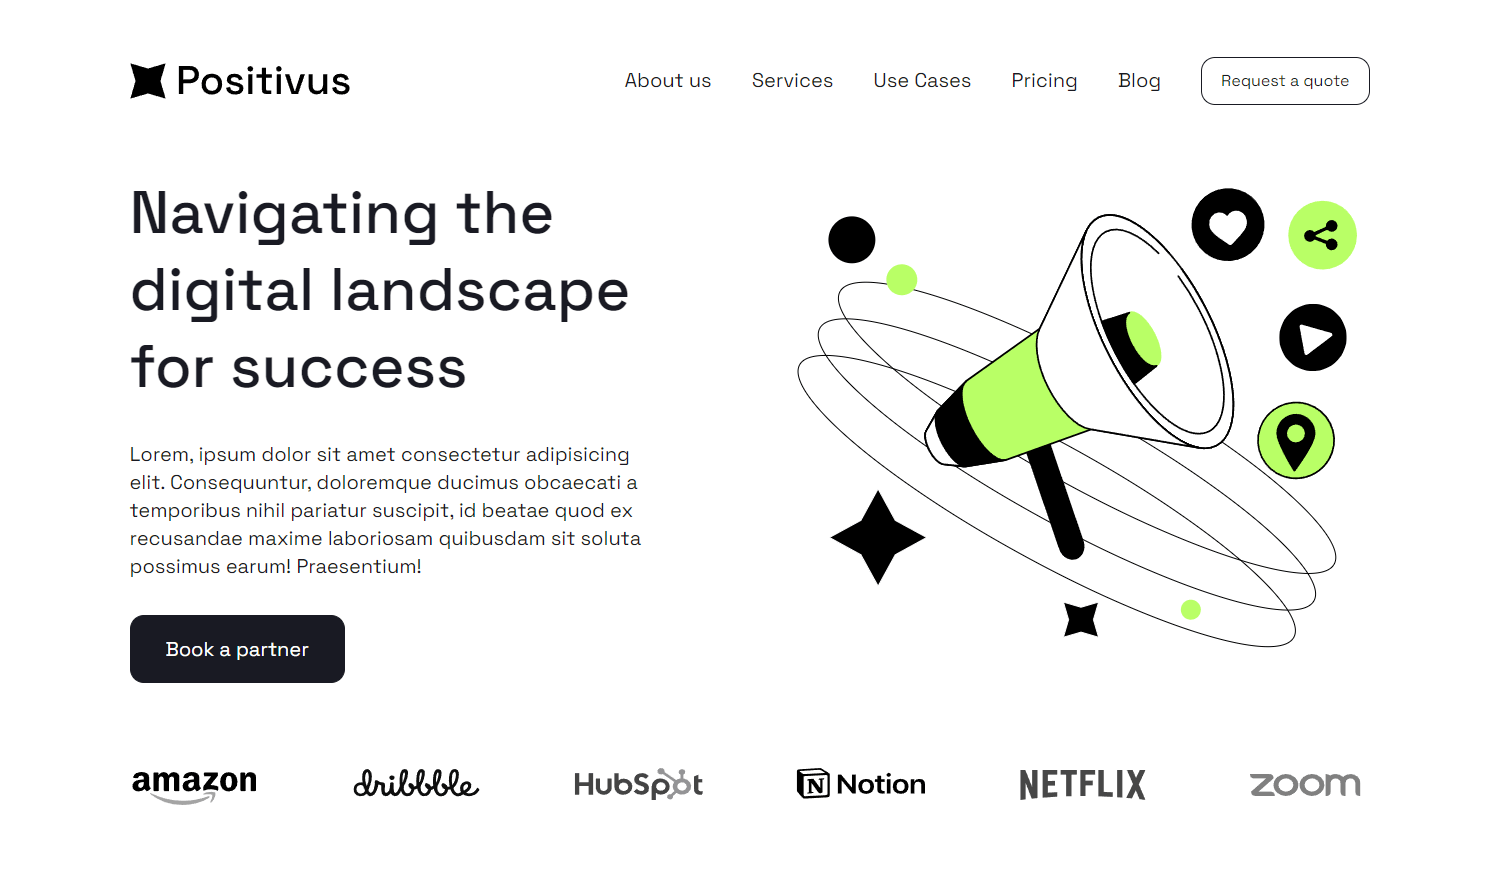 Positivus
About us Services Use Cases Pricing Blog Request a quote
Navigating the
digital landscape
for success
Lorem, ipsum dolor sit amet consectetur adipisicing
elit. Consequuntur, doloremque ducimus obcaecati a
temporibus nihil pariatur suscipit, id beatae quod ex
recusandae maxime laboriosam quibusdam sit soluta
possimus earum! Praesentium!
Book a partner
amazon dribbble HubSpot Notion NETFLIX zoom